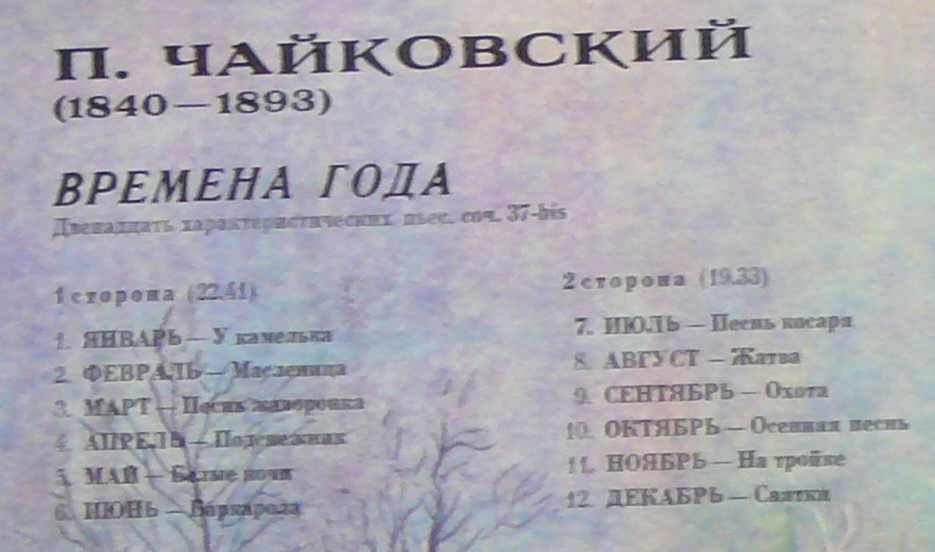 П. ЧАЙКОВСКИЙ
(1840—1893)
ВРЕМЕНА ГОДА
Двенадцать характеристических пьес, соч. 37-bis
1 сторона (22.41)
1. ЯНВАРЬ — У камелька
2. ФЕВРАЛЬ — Масленица
3. МАРТ — Песнь жаворонка
4. АПРЕЛЬ — Подснежник
5. МАЙ — Белые ночи
6. ИЮНЬ — Баркарола
2 сторона (19.33)
7. ИЮЛЬ — Песнь косаря
8. АВГУСТ — Жатва
9. СЕНТЯБРЬ — Охота
10. ОКТЯБРЬ — Осенняя песнь
11. НОЯБРЬ — На тройке
12. ДЕКАБРЬ — Святки